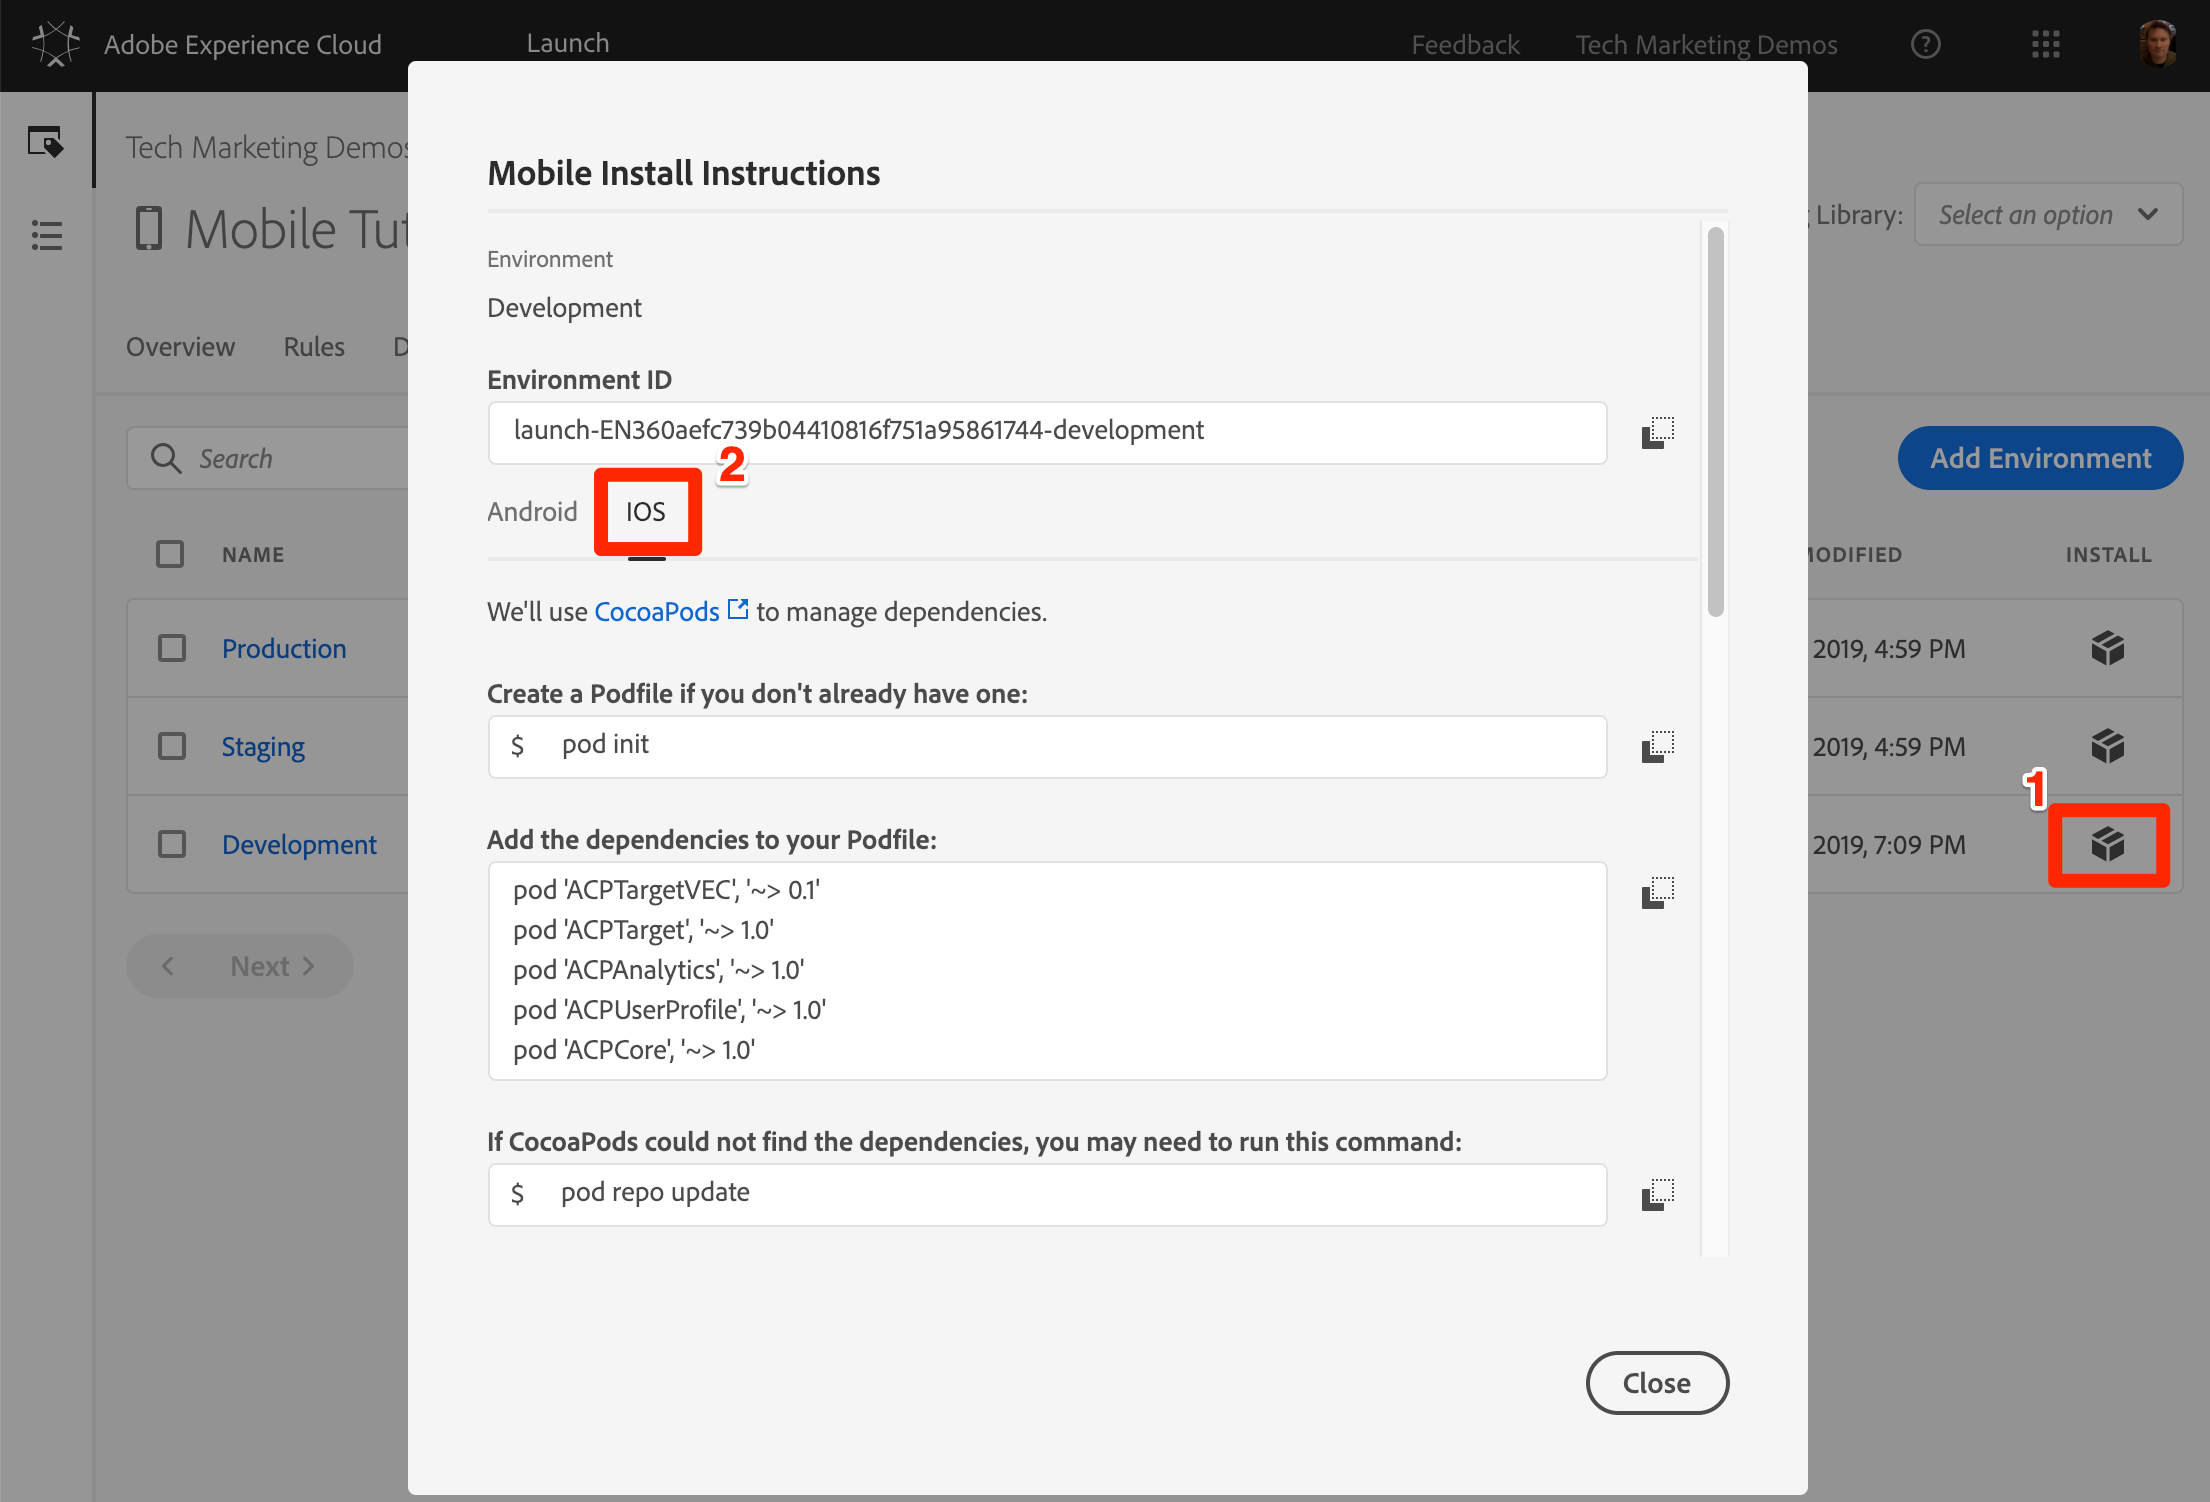 Adobe Experience Cloud
Launch
Feedback
Tech Marketing Demos
Tech Marketing Demos
Mobile Tut
Library:
Select an option
Overview
Rules
D
Search
Add Environment
NAME
MODIFIED
INSTALL
Production
2019, 4:59 PM
Staging
2019, 4:59 PM
1
Development
2019, 7:09 PM
Next
Mobile Install Instructions
Environment
Development
Environment ID
launch-EN360aefc739b04410816f751a95861744-development
2
Android
IOS
We'll use CocoaPods to manage dependencies.
Create a Podfile if you don't already have one:
$ pod init
Add the dependencies to your Podfile:
pod 'ACPTargetVEC', '~> 0.1'
pod 'ACPTarget', '~> 1.0'
pod 'ACPAnalytics', '~> 1.0'
pod 'ACPUserProfile', '~> 1.0'
pod 'ACPCore', '~> 1.0'
If CocoaPods could not find the dependencies, you may need to run this command:
$ pod repo update
Close